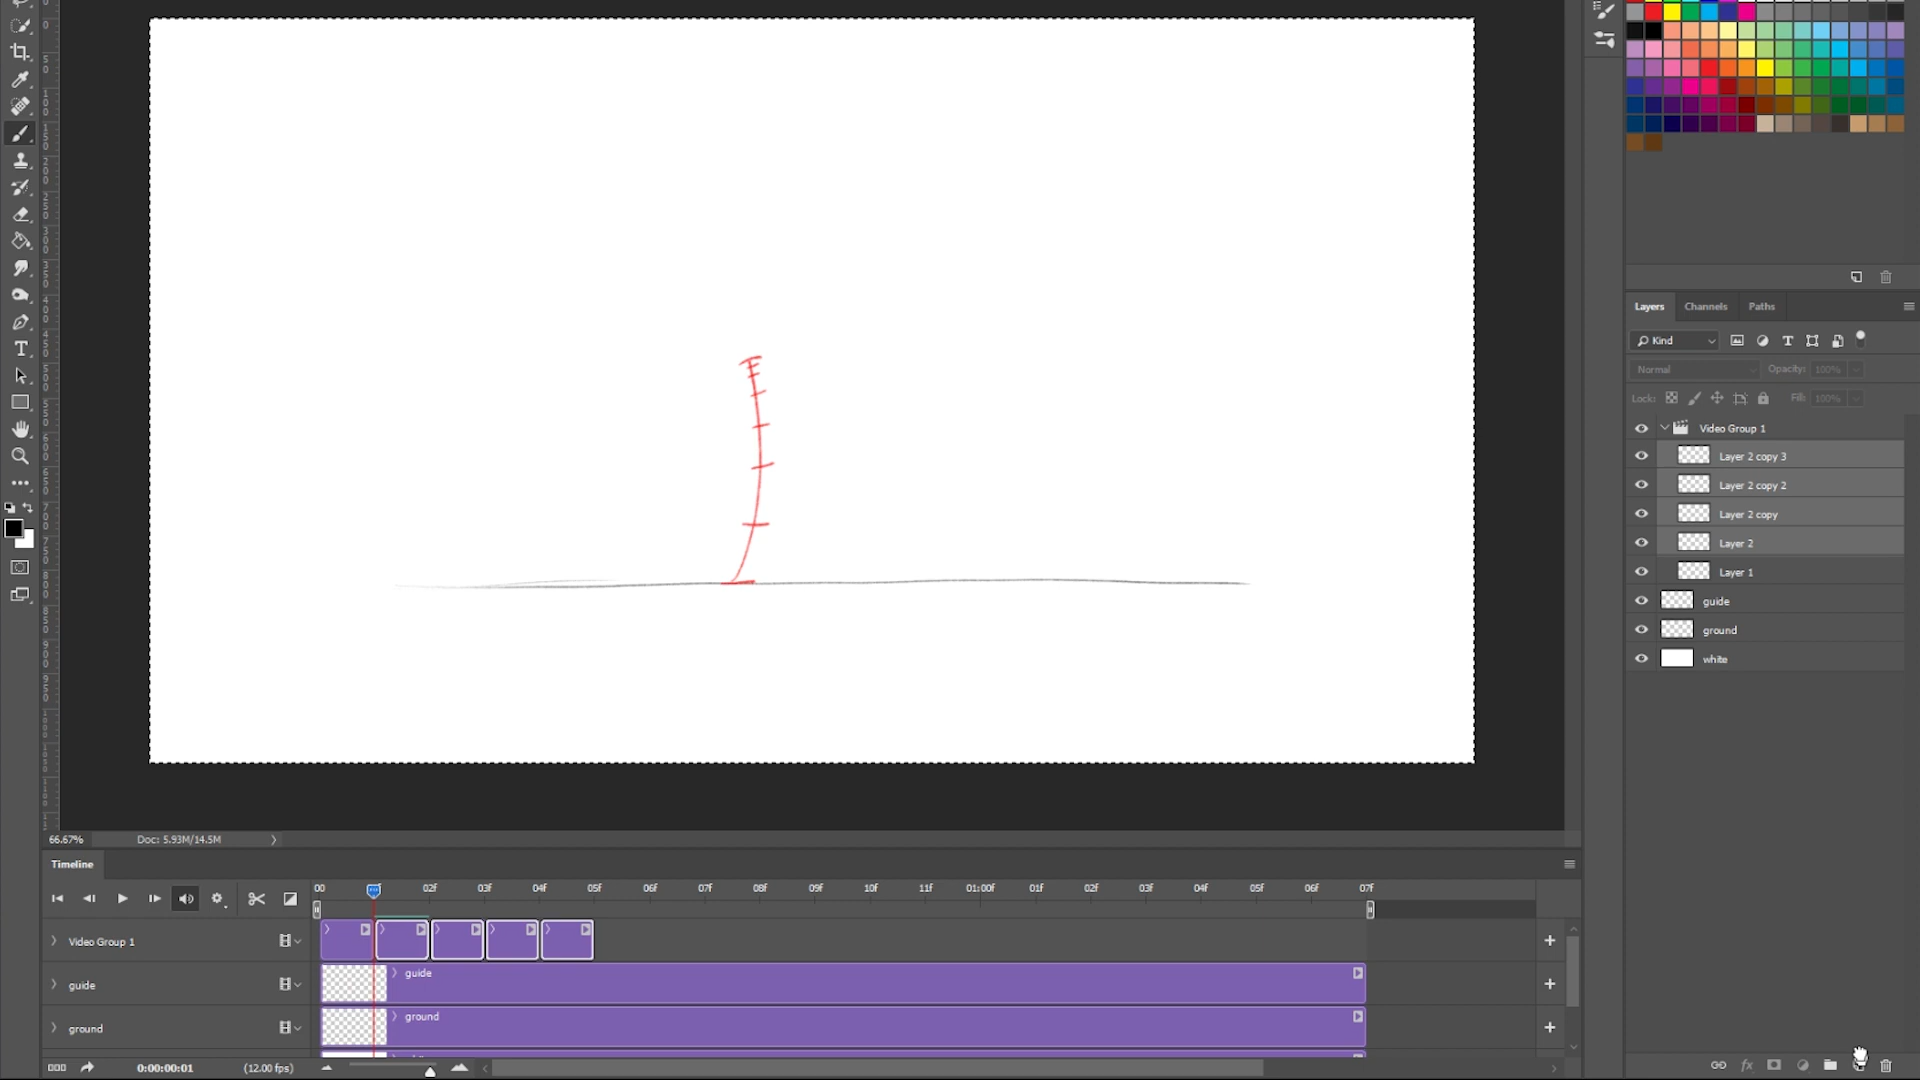 Layers Channels Paths
Kind
Normal Opacity: 100%
Lock: Fill: 100%
Video Group 1
Layer 2 copy 3
Layer 2 copy 2
Layer 2 copy
Layer 2
Layer 1
guide
ground
white
66.67% Doc: 5.93M/14.5M
Timeline
00 02f 03f 04f 05f 06f 07f 08f 09f 10f 11f 01:00f 01f 02f 03f 04f 05f 06f 07f
Video Group 1
guide guide
ground ground
0:00:00:01 (12.00 fps)